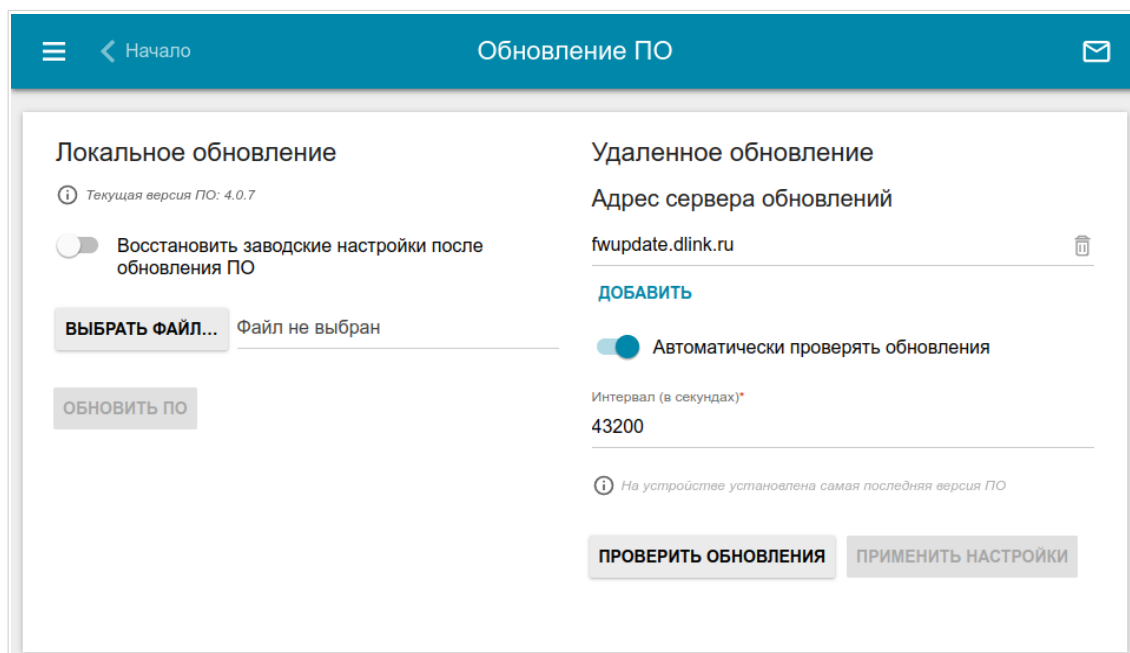 Начало
Обновление ПО
Локальное обновление
Текущая версия ПО: 4.0.7
Восстановить заводские настройки после
обновления ПО
ВЫБРАТЬ ФАЙЛ...
Файл не выбран
ОБНОВИТЬ ПО
Удаленное обновление
Адрес сервера обновлений
fwupdate.dlink.ru
ДОБАВИТЬ
Автоматически проверять обновления
Интервал (в секундах)*
43200
На устройстве установлена самая последняя версия ПО
ПРОВЕРИТЬ ОБНОВЛЕНИЯ
ПРИМЕНИТЬ НАСТРОЙКИ